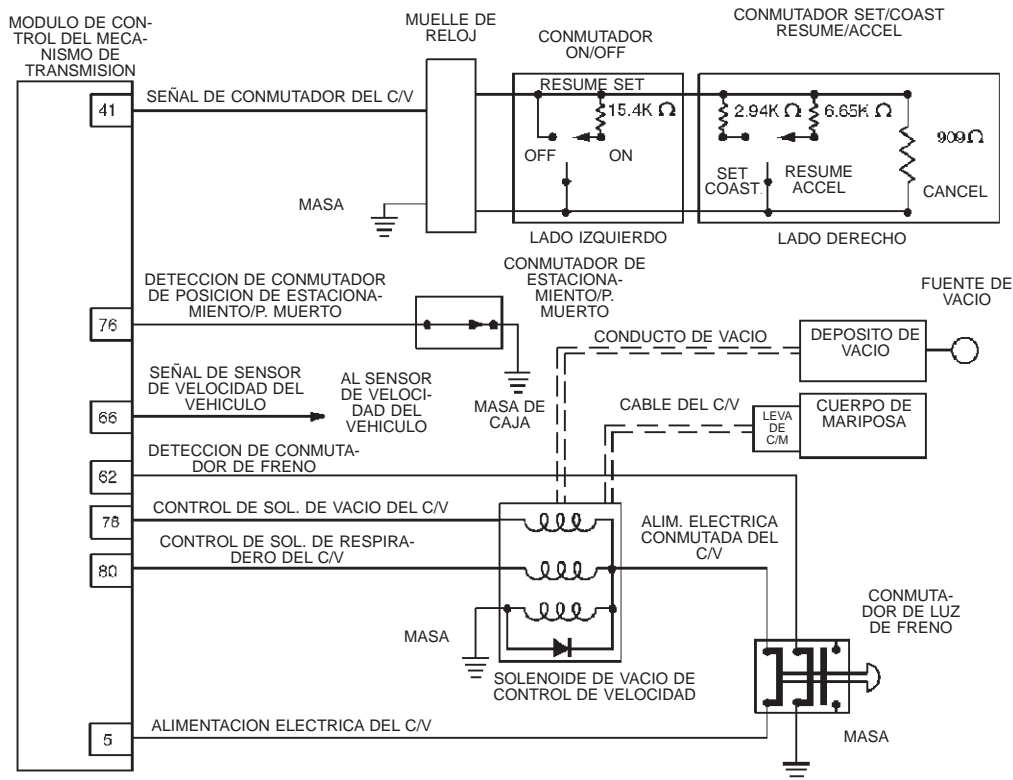 MODULO DE CON-
TROL DEL MECA-
NISMO DE
TRANSMISION
MUELLE DE
RELOJ
CONMUTADOR
ON/OFF
CONMUTADOR SET/COAST
RESUME/ACCEL
41
SEÑAL DE CONMUTADOR DEL C/V
RESUME SET
15.4K Ω
OFF
ON
2.94K Ω
6.65K Ω
909Ω
SET
COAST
RESUME
ACCEL
CANCEL
MASA
LADO IZQUIERDO
LADO DERECHO
DETECCION DE CONMUTADOR
DE POSICION DE ESTACIONA-
MIENTO/P. MUERTO
76
CONMUTADOR DE
ESTACIONA-
MIENTO/P.
MUERTO
MASA DE
CAJA
FUENTE DE
VACIO
CONDUCTO DE VACIO
DEPOSITO DE
VACIO
SEÑAL DE SENSOR
DE VELOCIDAD DEL
VEHICULO
66
AL SENSOR
DE VELOCI-
DAD DEL
VEHICULO
CABLE DEL C/V
LEVA
DE
C/M
CUERPO DE
MARIPOSA
DETECCION DE CONMUTA-
DOR DE FRENO
62
CONTROL DE SOL. DE VACIO DEL C/V
78
CONTROL DE SOL. DE RESPIRA-
DERO DEL C/V
80
ALIM. ELECTRICA
CONMUTADA DEL
C/V
MASA
SOLENOIDE DE VACIO DE
CONTROL DE VELOCIDAD
CONMUTA-
DOR DE LUZ
DE FRENO
ALIMENTACION ELECTRICA DEL C/V
5
MASA